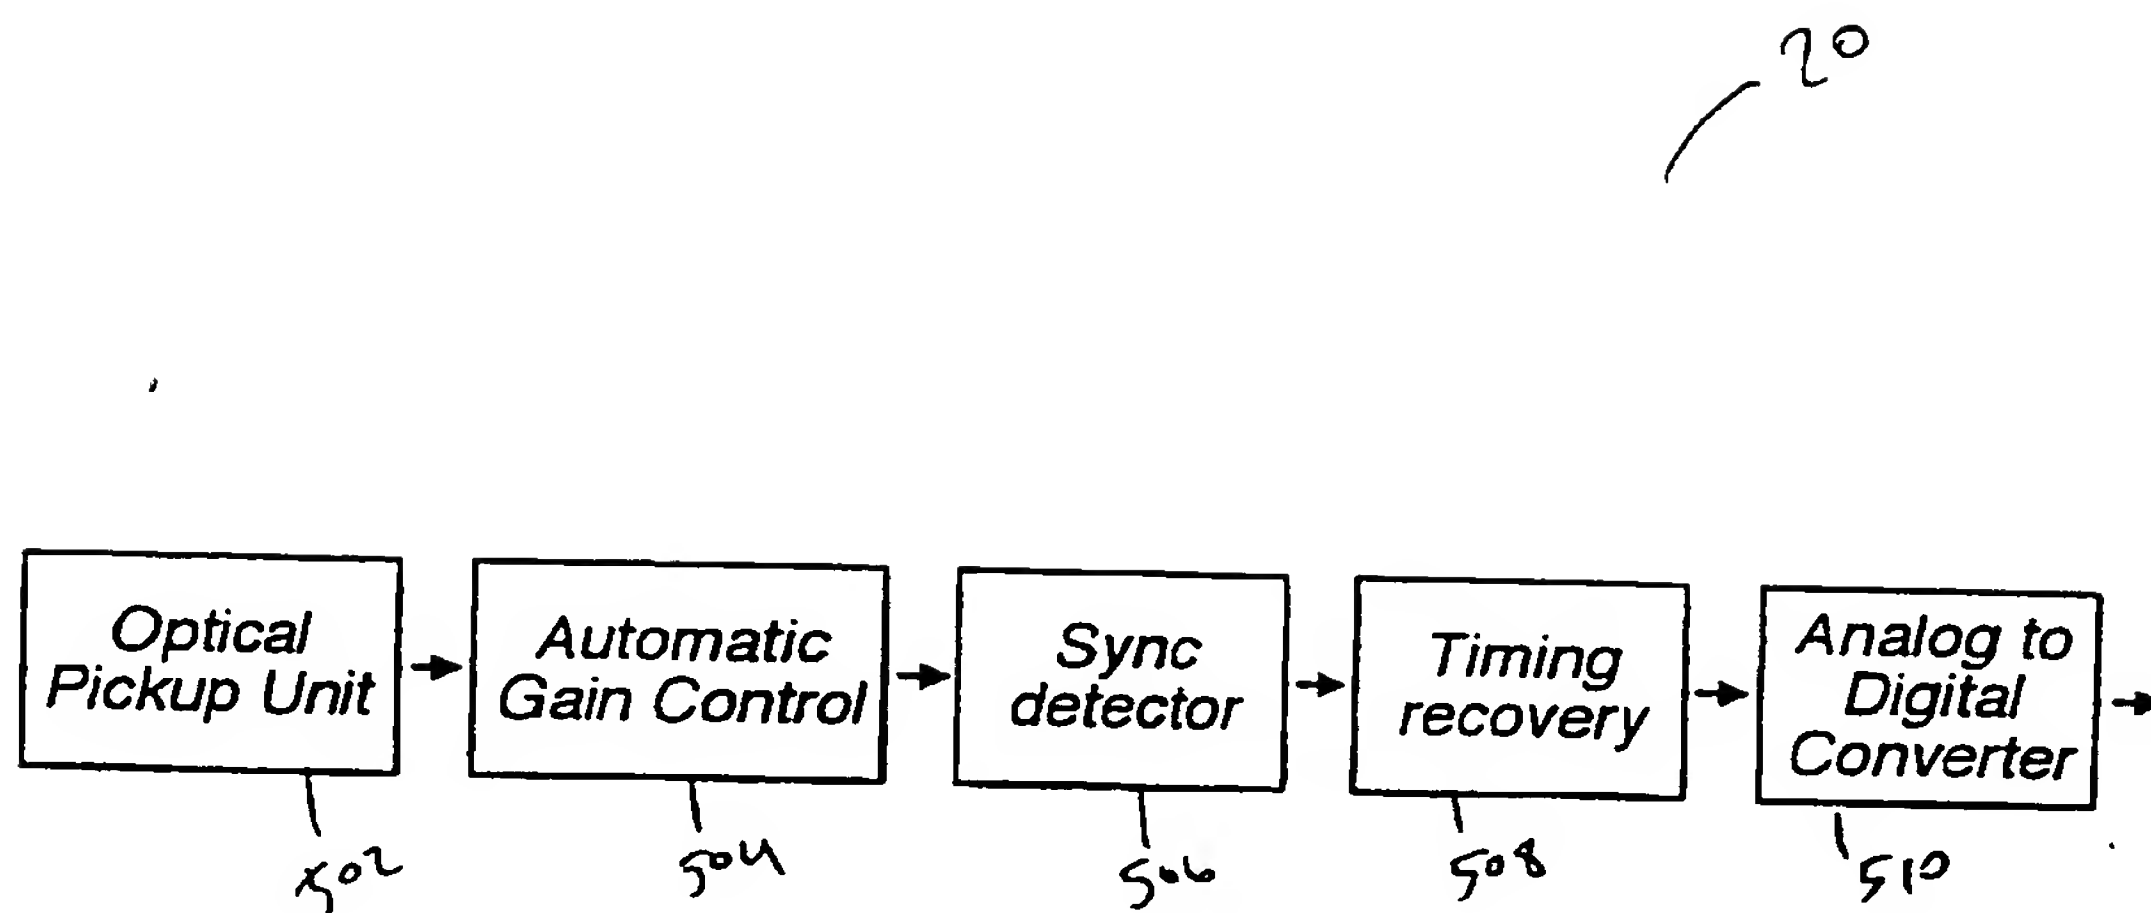 20
Optical
Pickup Unit
Automatic
Gain Control
Sync
detector
Timing
recovery
Analog to
Digital
Converter
502
504
506
508
510